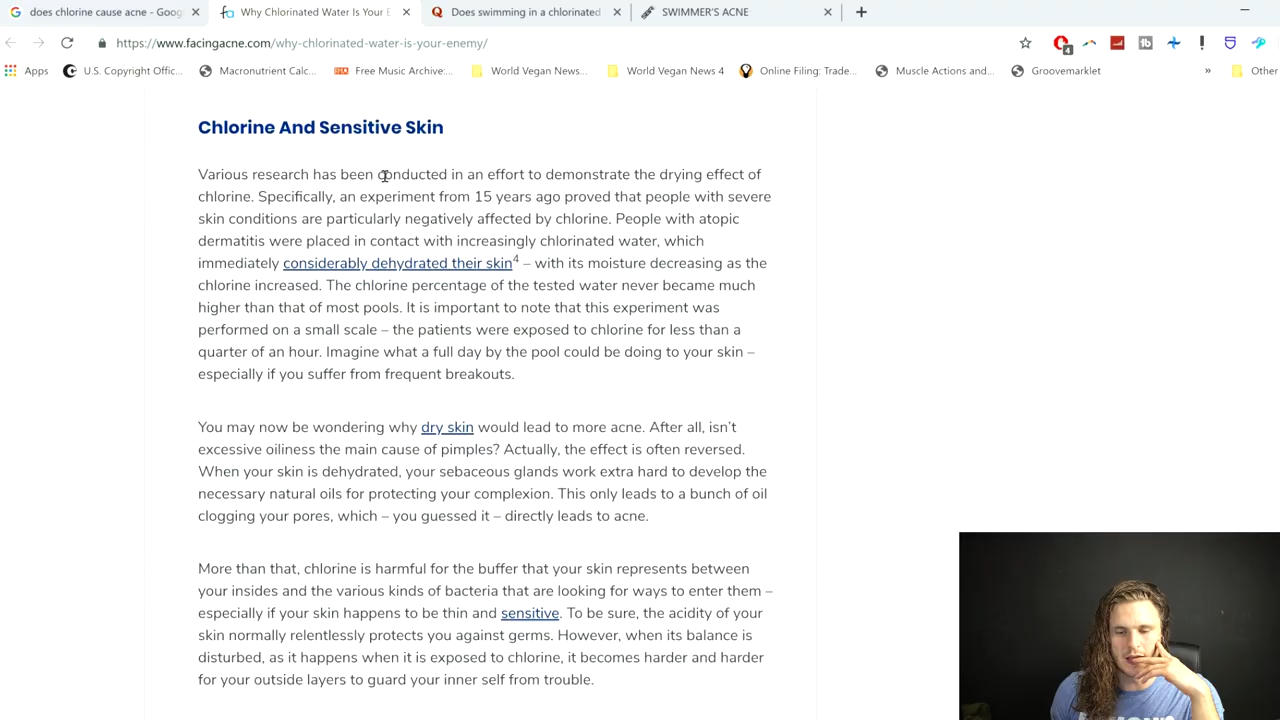 does chlorine cause acne - Goog
Why Chlorinated Water Is Your E
Does swimming in a chlorinated
SWIMMER'S ACNE
https://www.facingacne.com/why-chlorinated-water-is-your-enemy/
4
Apps
U.S. Copyright Offic...
Macronutrient Calc...
Free Music Archive:...
World Vegan News...
World Vegan News 4
Online Filing: Trade...
Muscle Actions and...
Groovemarklet
»
Other
Chlorine And Sensitive Skin
Various research has been conducted in an effort to demonstrate the drying effect of
chlorine. Specifically, an experiment from 15 years ago proved that people with severe
skin conditions are particularly negatively affected by chlorine. People with atopic
dermatitis were placed in contact with increasingly chlorinated water, which
immediately considerably dehydrated their skin4 – with its moisture decreasing as the
chlorine increased. The chlorine percentage of the tested water never became much
higher than that of most pools. It is important to note that this experiment was
performed on a small scale – the patients were exposed to chlorine for less than a
quarter of an hour. Imagine what a full day by the pool could be doing to your skin –
especially if you suffer from frequent breakouts.
You may now be wondering why dry skin would lead to more acne. After all, isn't
excessive oiliness the main cause of pimples? Actually, the effect is often reversed.
When your skin is dehydrated, your sebaceous glands work extra hard to develop the
necessary natural oils for protecting your complexion. This only leads to a bunch of oil
clogging your pores, which – you guessed it – directly leads to acne.
More than that, chlorine is harmful for the buffer that your skin represents between
your insides and the various kinds of bacteria that are looking for ways to enter them –
especially if your skin happens to be thin and sensitive. To be sure, the acidity of your
skin normally relentlessly protects you against germs. However, when its balance is
disturbed, as it happens when it is exposed to chlorine, it becomes harder and harder
for your outside layers to guard your inner self from trouble.